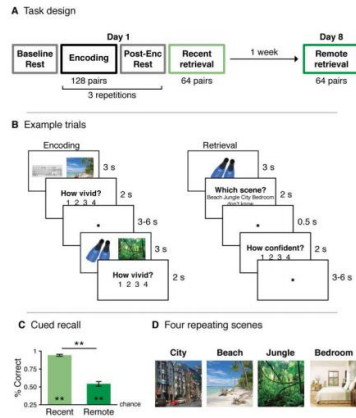 A Task design
Day 1
Day 8
Baseline Rest
Encoding
Post-Enc Rest
Recent retrieval
1 week
Remote retrieval
128 pairs
64 pairs
64 pairs
3 repetitions
B Example trials
Encoding
Retrieval
3 s
How vivid?
1 2 3 4
2 s
3-6 s
3 s
How vivid?
1 2 3 4
2 s
3 s
Which scene?
Beach Jungle City Bedroom
don't know
2 s
0.5 s
How confident?
1 2 3 4
2 s
3-6 s
C Cued recall
% Correct
1
0.75
0.50
0.25
**
**
**
chance
Recent
Remote
D Four repeating scenes
City
Beach
Jungle
Bedroom